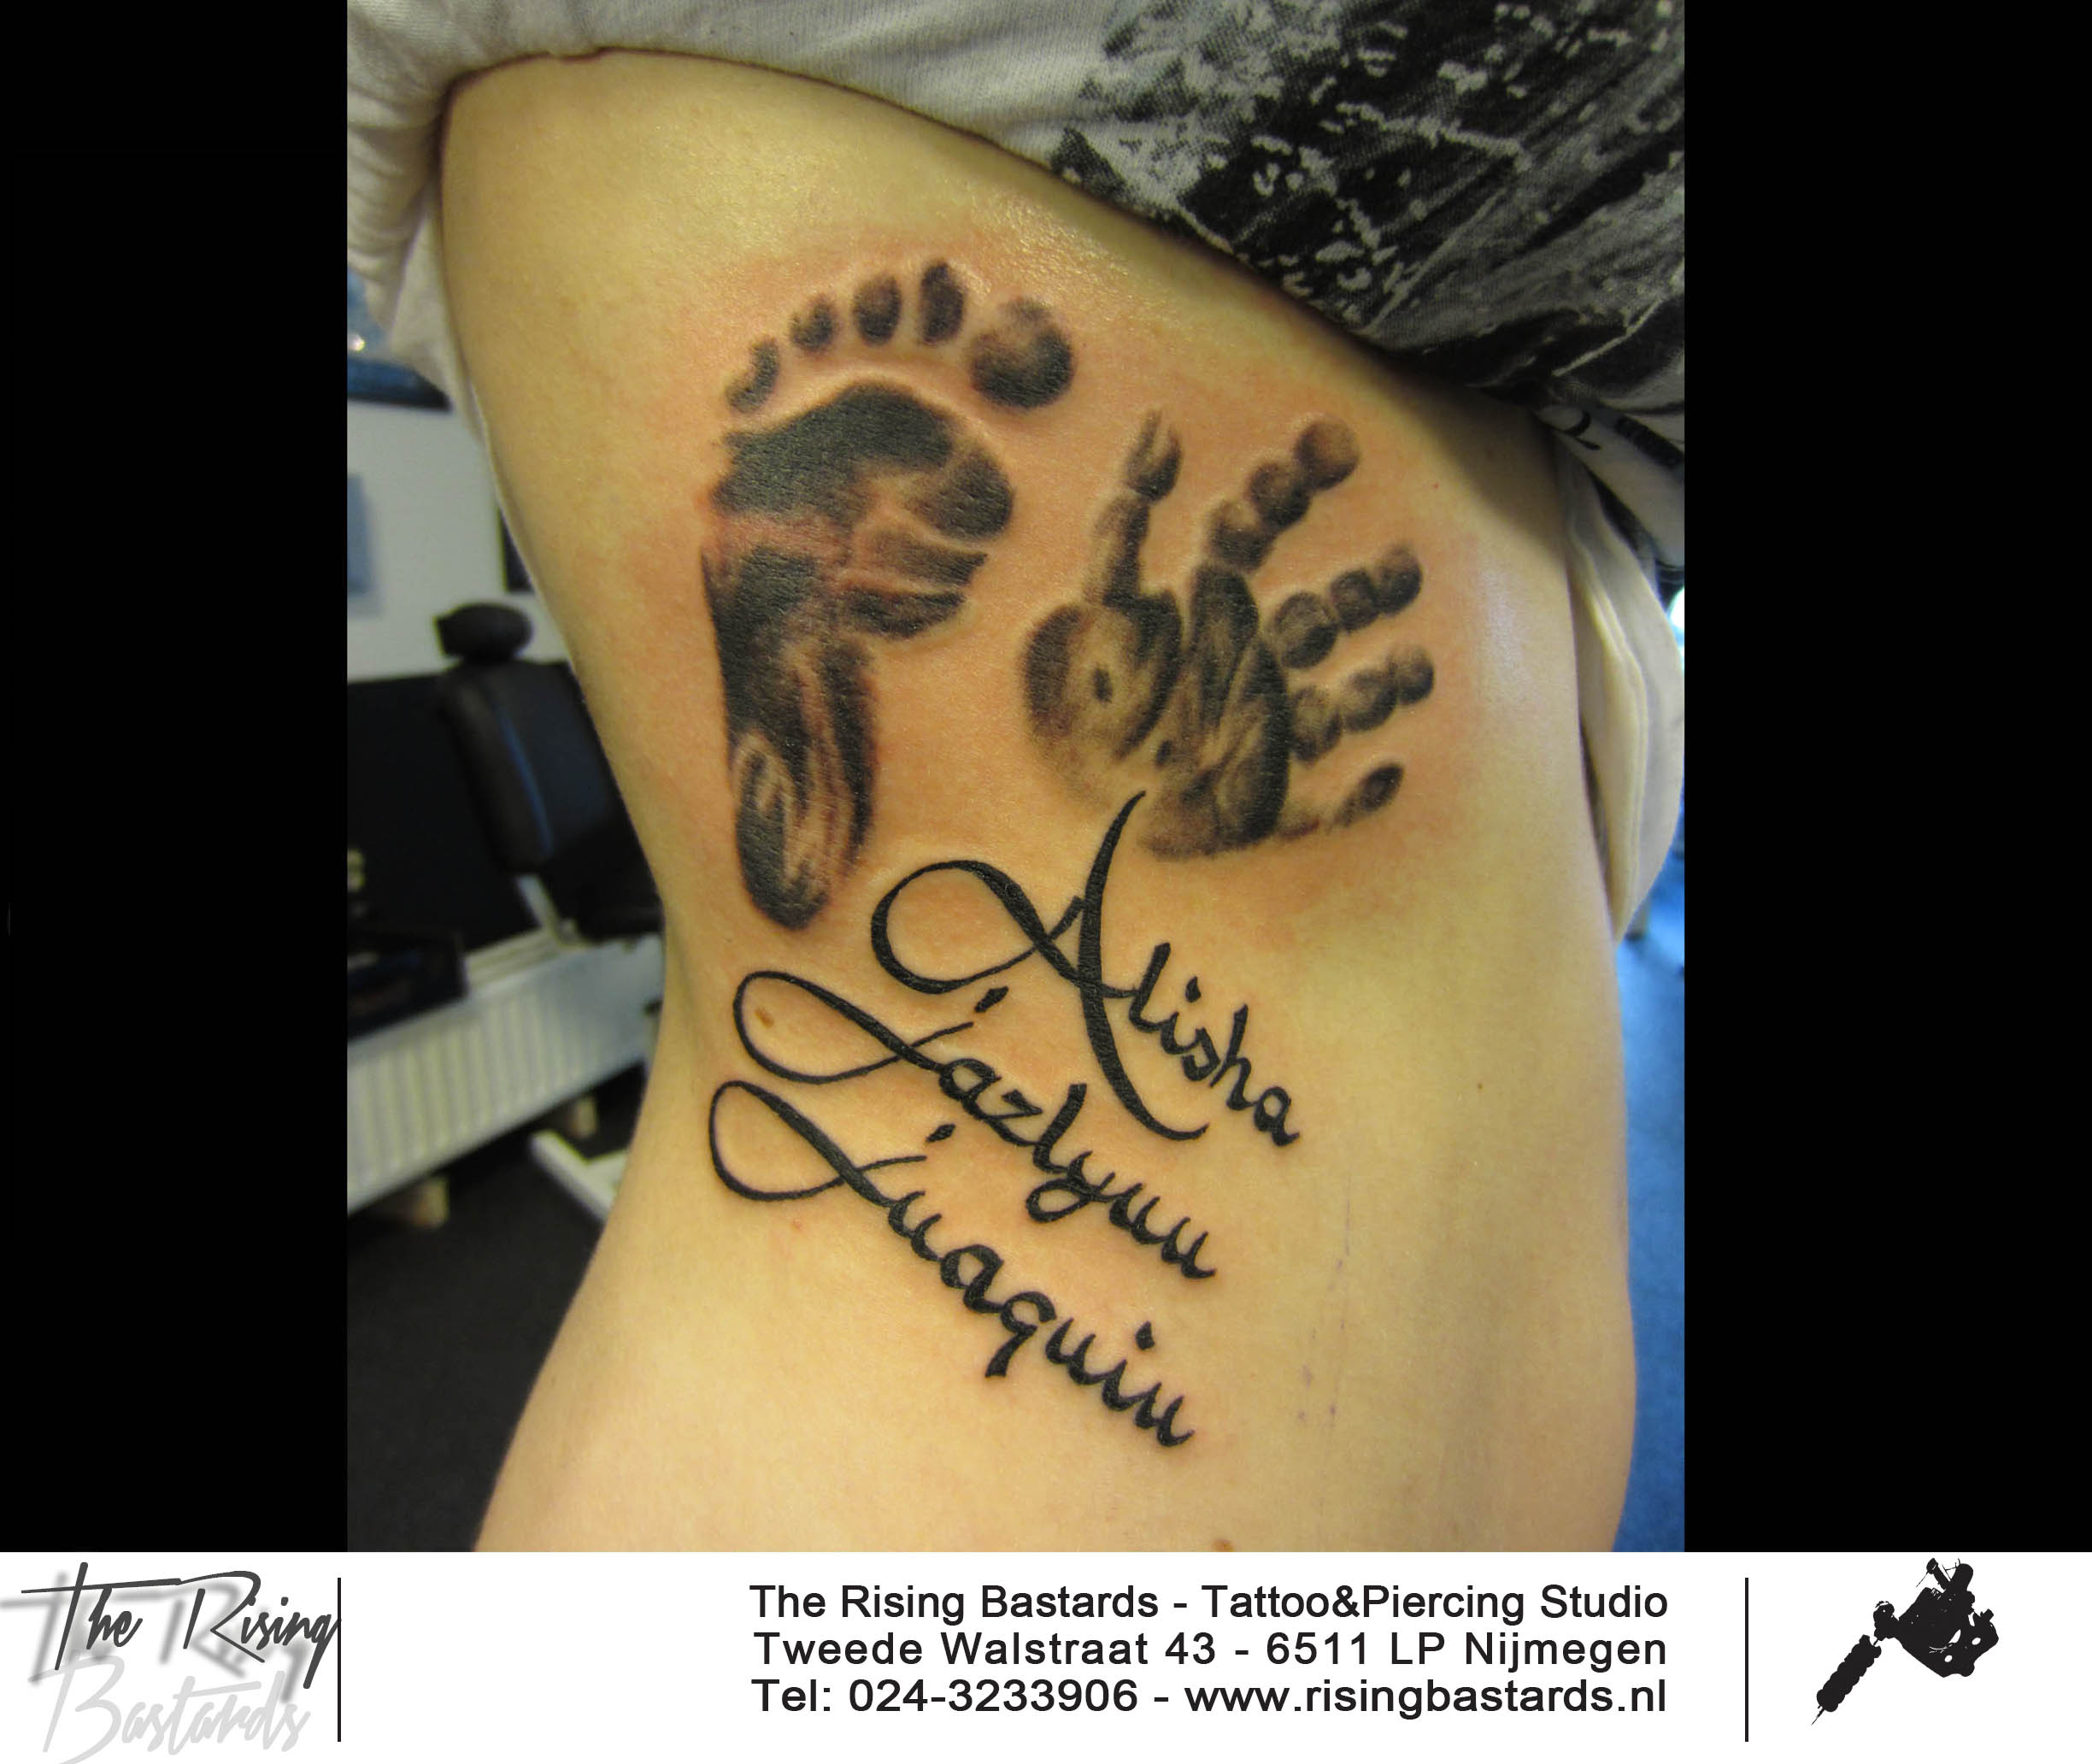 Alisha
Jazlynn
Juaquin
The Rising
Bastards
The Rising Bastards - Tattoo&Piercing Studio
Tweede Walstraat 43 - 6511 LP Nijmegen
Tel: 024-3233906 - www.risingbastards.nl